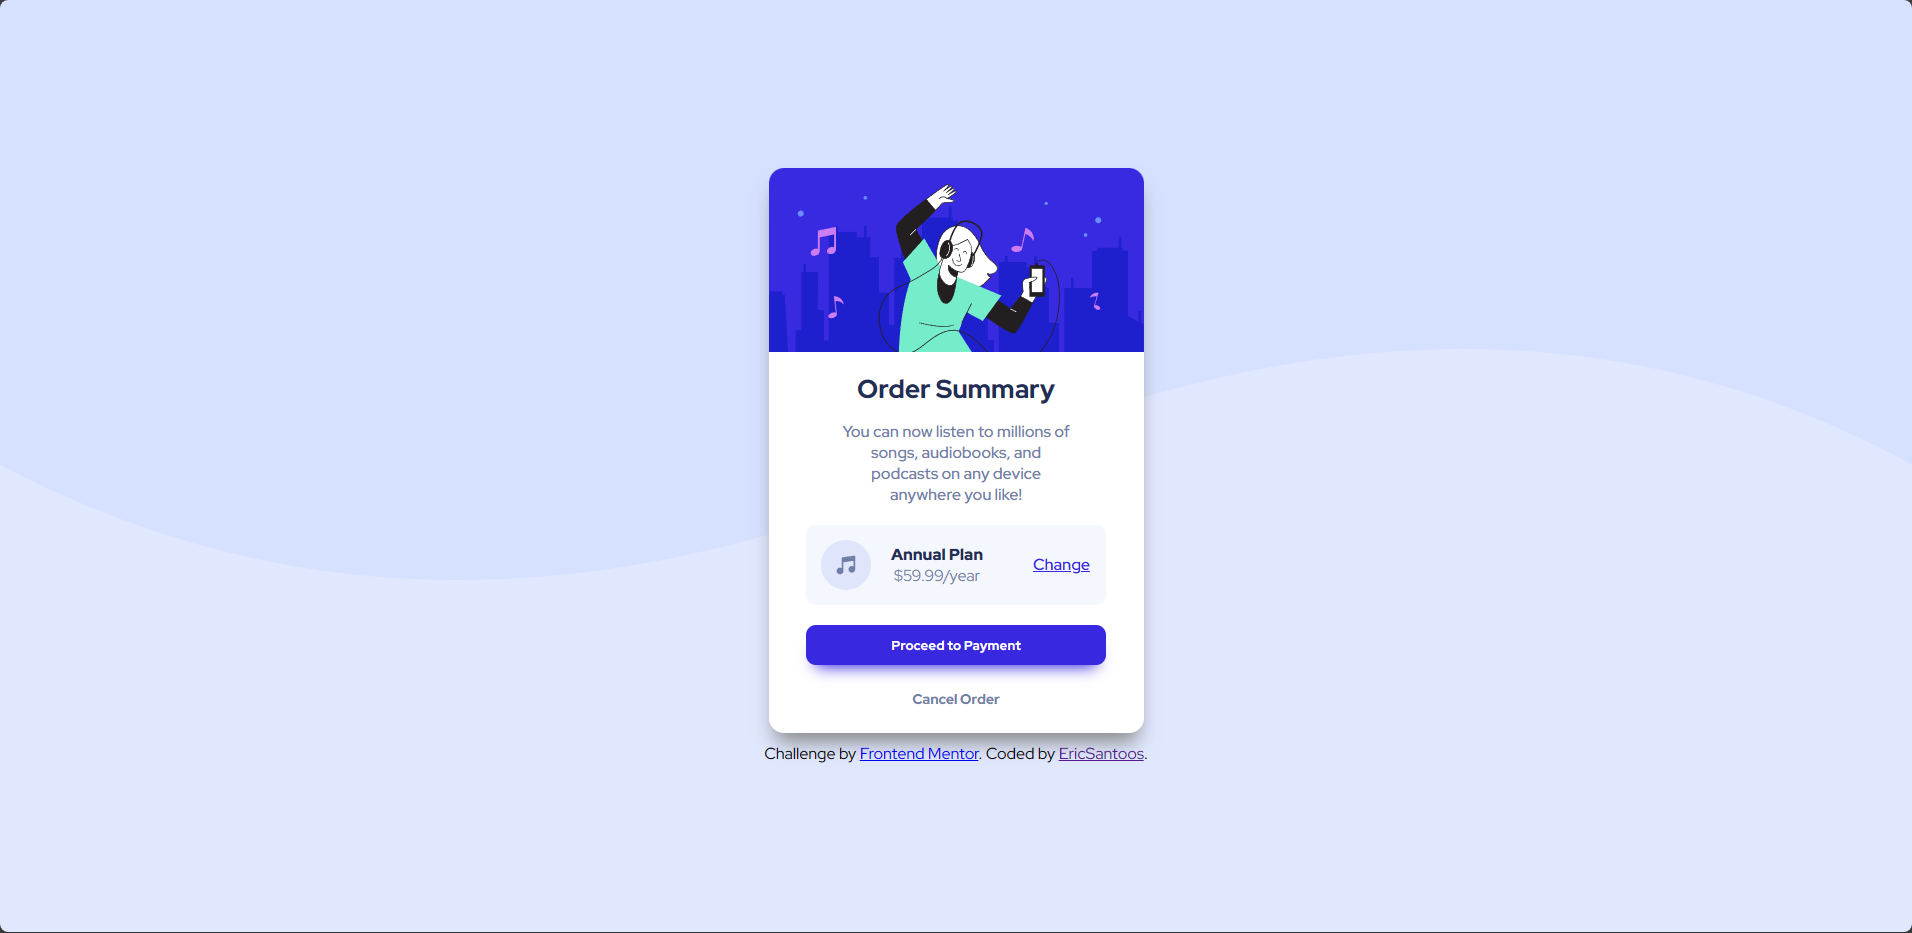 Order Summary
You can now listen to millions of
songs, audiobooks, and
podcasts on any device
anywhere you like!
Annual Plan
$59.99/year
Change
Proceed to Payment
Cancel Order
Challenge by Frontend Mentor. Coded by EricSantoos.